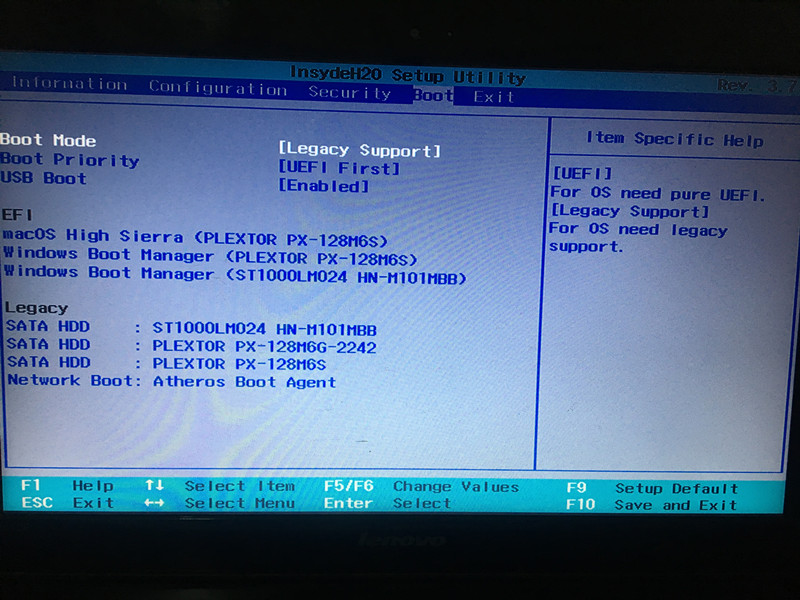 InsydeH20 Setup Utility Rev. 3.7
Information Configuration Security Boot Exit
Boot Mode [Legacy Support]
Boot Priority [UEFI First]
USB Boot [Enabled]
EFI
macOS High Sierra (PLEXTOR PX-128M6S)
Windows Boot Manager (PLEXTOR PX-128M6S)
Windows Boot Manager (ST1000LM024 HN-M101MBB)
Legacy
SATA HDD : ST1000LM024 HN-M101MBB
SATA HDD : PLEXTOR PX-128M6G-2242
SATA HDD : PLEXTOR PX-128M6S
Network Boot: Atheros Boot Agent
Item Specific Help
[UEFI]
For OS need pure UEFI.
[Legacy Support]
For OS need legacy
support.
F1 Help ↑↓ Select Item F5/F6 Change Values F9 Setup Default
ESC Exit ←→ Select Menu Enter Select F10 Save and Exit
lenovo